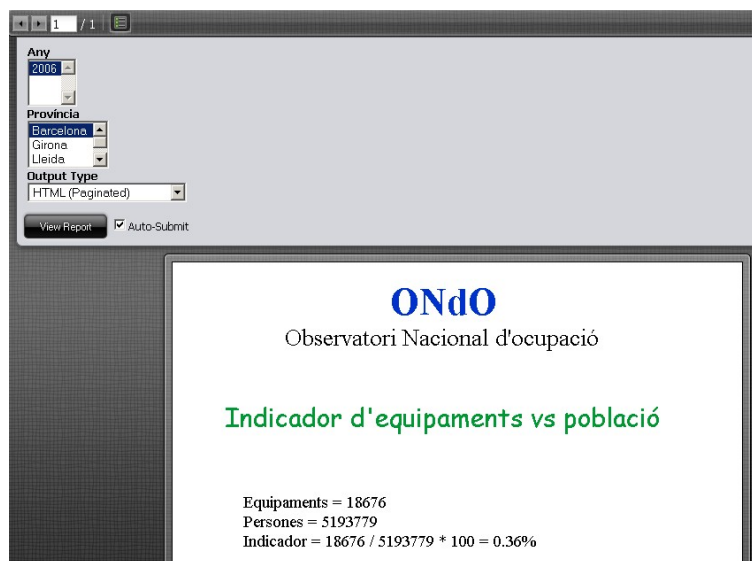 1 / 1
Any
2006
Província
Barcelona
Girona
Lleida
Output Type
HTML (Paginated)
View Report Auto-Submit
ONdO
Observatori Nacional d'ocupació
Indicador d'equipaments vs població
Equipaments = 18676
Persones = 5193779
Indicador = 18676 / 5193779 * 100 = 0.36%